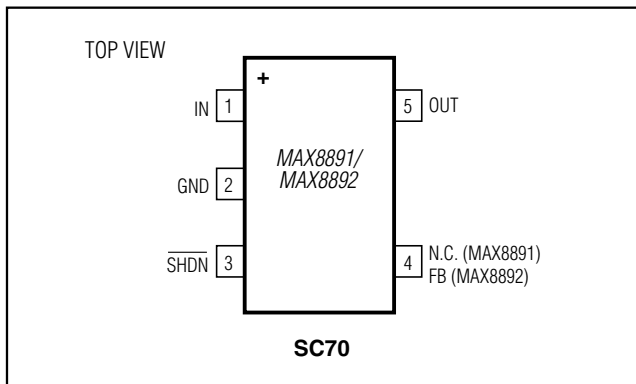 TOP VIEW
+
IN 1
5 OUT
MAX8891/
MAX8892
GND 2
SHDN 3
4 N.C. (MAX8891)
FB (MAX8892)
SC70